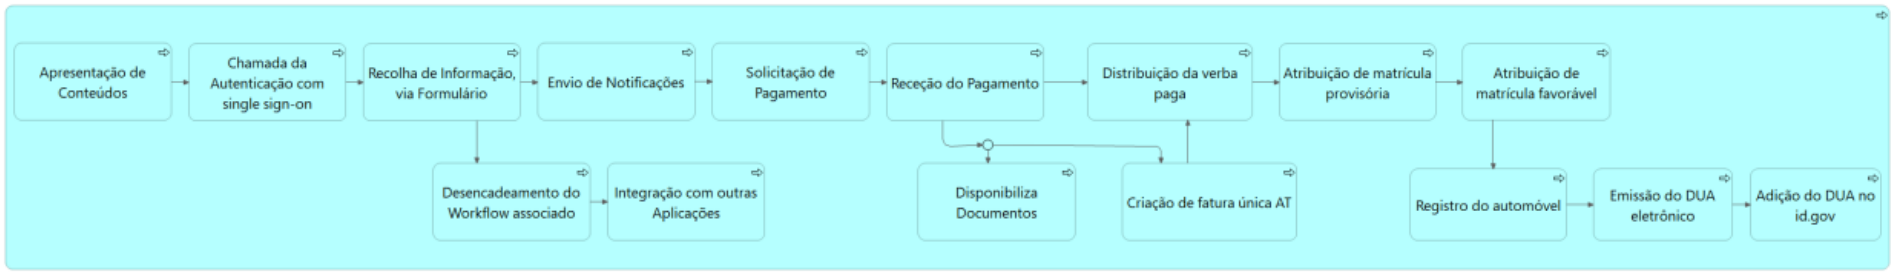 Apresentação de
Conteúdos
Chamada da
Autenticação com
single sign-on
Recolha de Informação,
via Formulário
Envio de Notificações
Solicitação de
Pagamento
Receção do Pagamento
Distribuição da verba
paga
Atribuição de matrícula
provisória
Atribuição de
matrícula favorável
Desencadeamento do
Workflow associado
Integração com outras
Aplicações
Disponibiliza
Documentos
Criação de fatura única AT
Registro do automóvel
Emissão do DUA
eletrônico
Adição do DUA no
id.gov